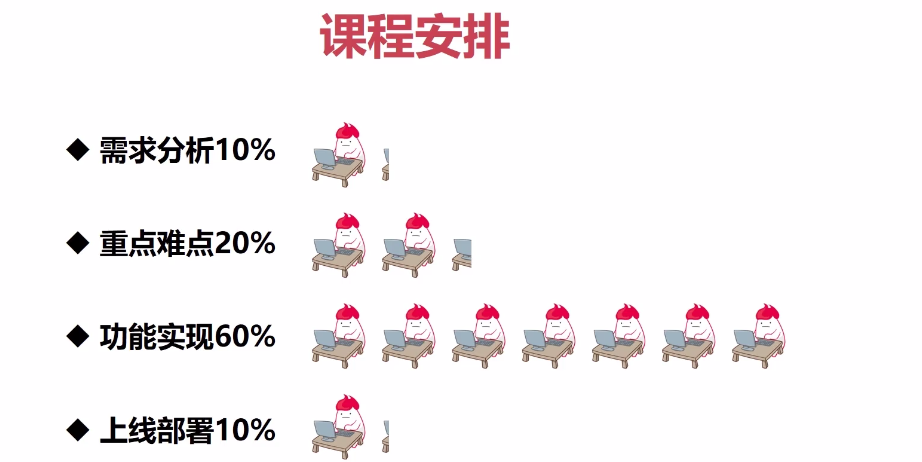 课程安排
◆ 需求分析10%
◆ 重点难点20%
◆ 功能实现60%
◆ 上线部署10%